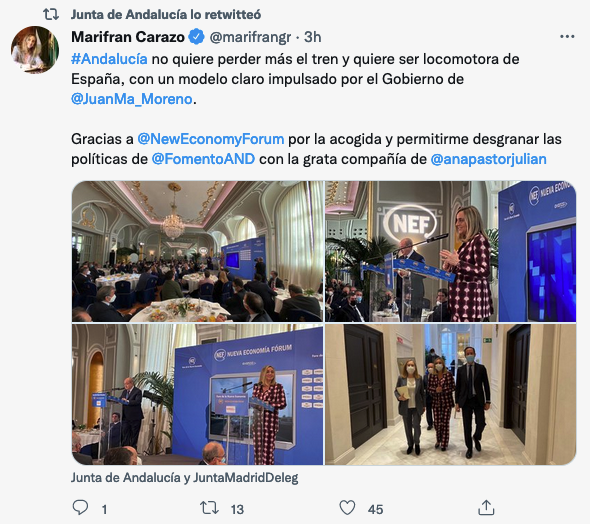 Junta de Andalucía lo retwitteó
Marifran Carazo @marifrangr · 3h
#Andalucía no quiere perder más el tren y quiere ser locomotora de
España, con un modelo claro impulsado por el Gobierno de
@JuanMa_Moreno.
Gracias a @NewEconomyForum por la acogida y permitirme desgranar las
políticas de @FomentoAND con la grata compañía de @anapastorjulian
NEF
NEF NUEVA ECONO
NEF NUEVA ECONOMÍA FÓRUM
Junta de Andalucía y JuntaMadridDeleg
1
13
45